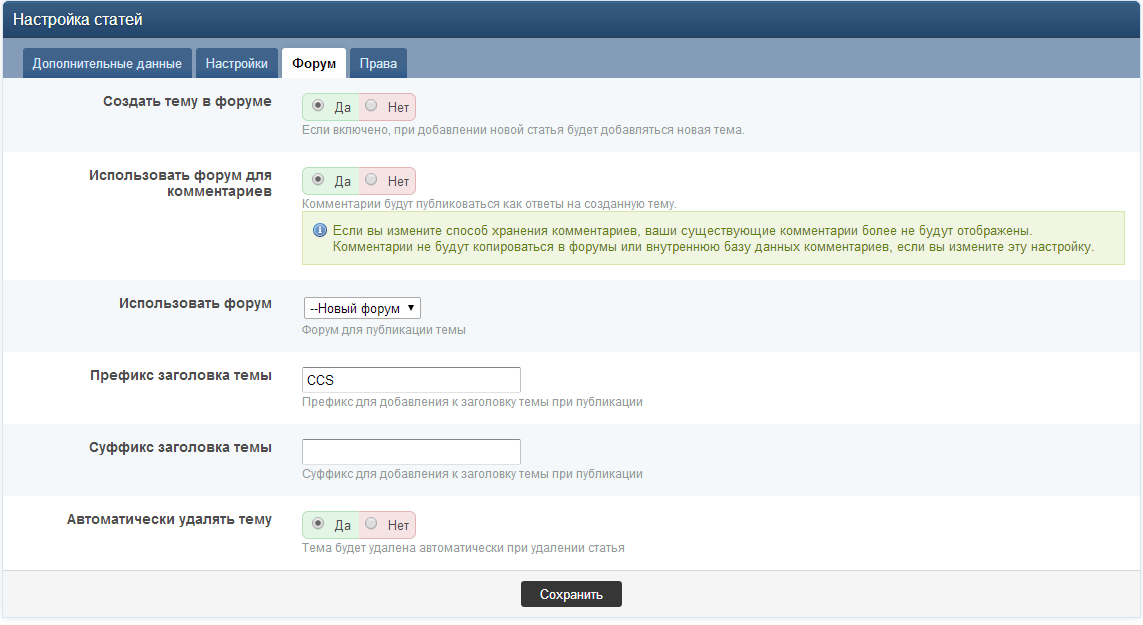 Настройка статей
Дополнительные данные Настройки Форум Права
Создать тему в форуме
Да Нет
Если включено, при добавлении новой статья будет добавляться новая тема.
Использовать форум для
комментариев
Да Нет
Комментарии будут публиковаться как ответы на созданную тему.
Если вы измените способ хранения комментариев, ваши существующие комментарии более не будут отображены.
Комментарии не будут копироваться в форумы или внутреннюю базу данных комментариев, если вы измените эту настройку.
Использовать форум
--Новый форум
Форум для публикации темы
Префикс заголовка темы
CCS
Префикс для добавления к заголовку темы при публикации
Суффикс заголовка темы
Суффикс для добавления к заголовку темы при публикации
Автоматически удалять тему
Да Нет
Тема будет удалена автоматически при удалении статья
Сохранить